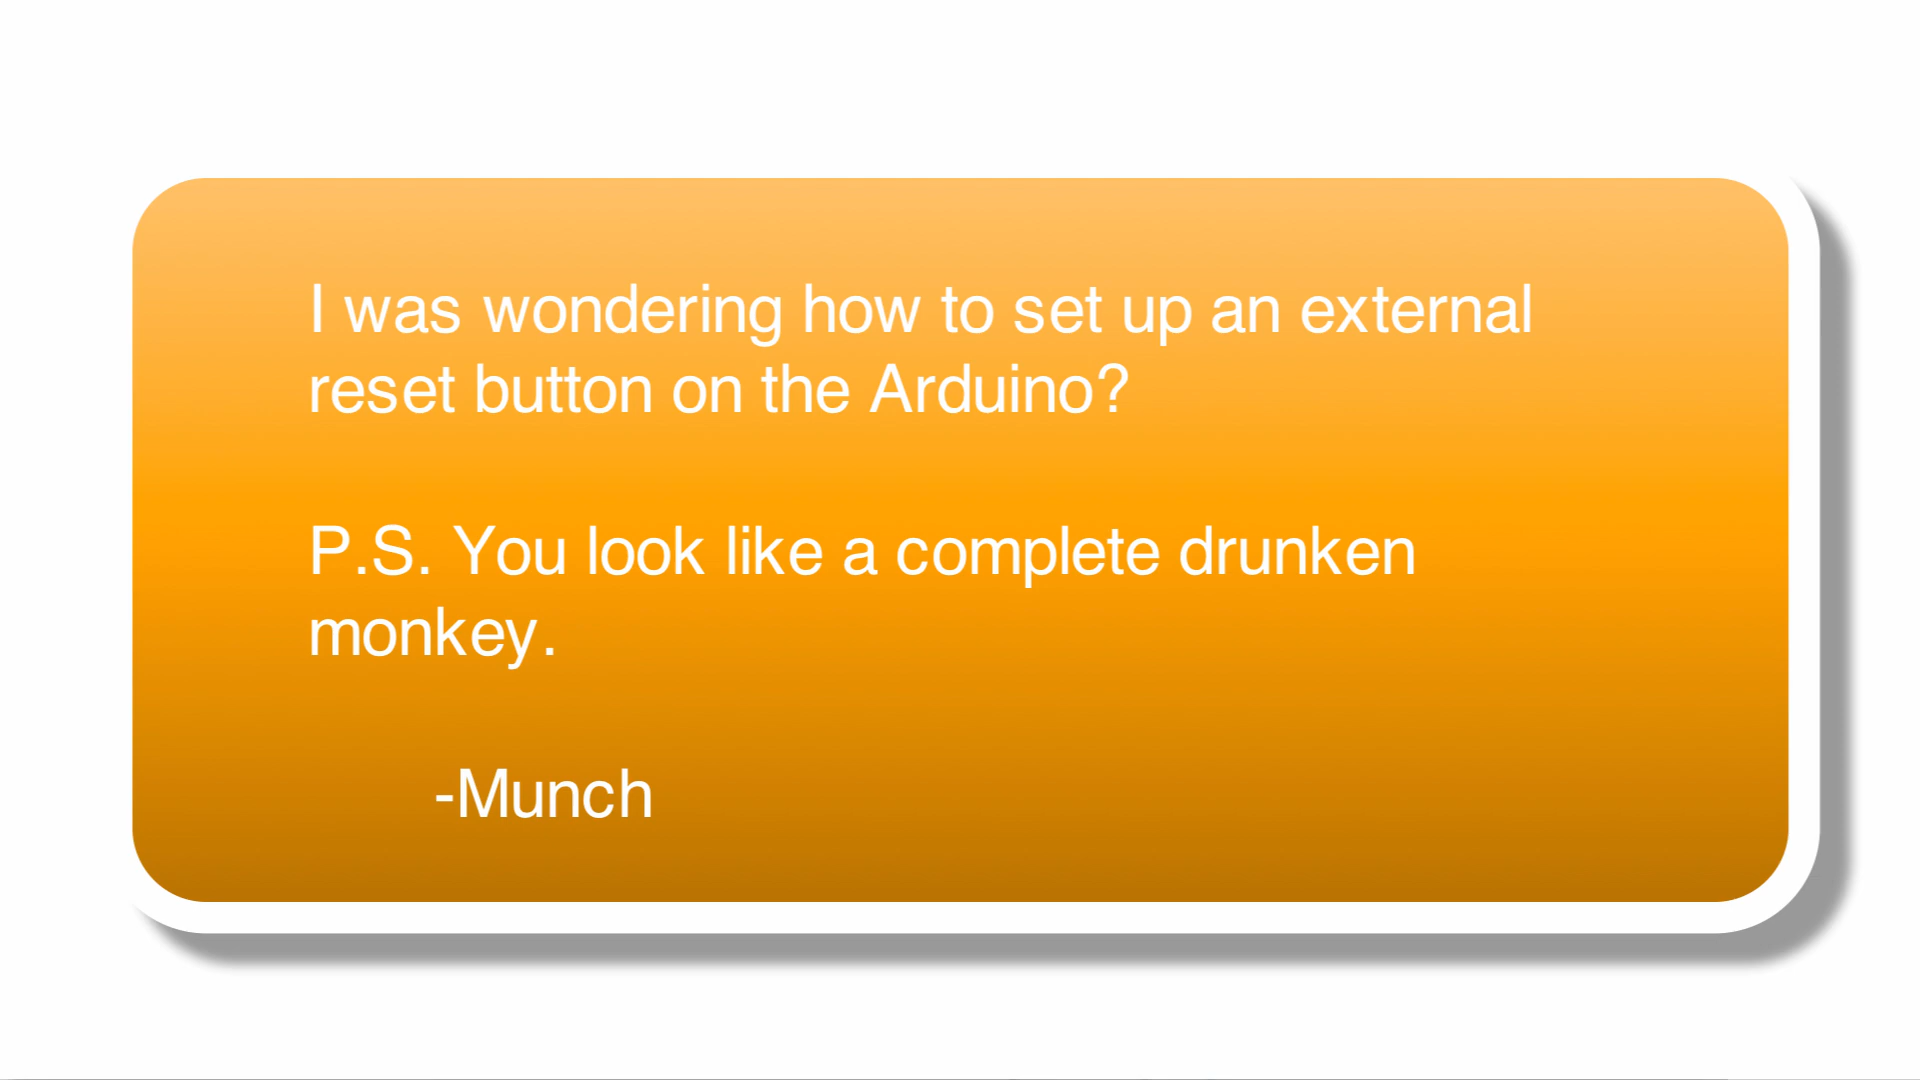 I was wondering how to set up an external
reset button on the Arduino?
P.S. You look like a complete drunken
monkey.
-Munch